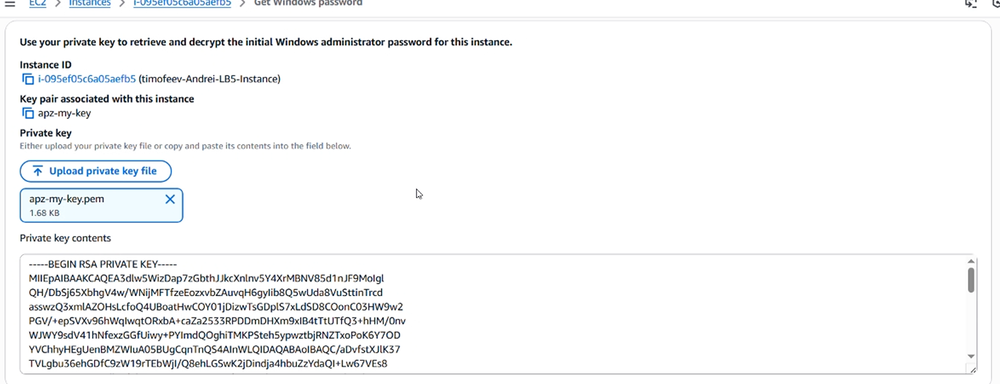 EC2 > Instances > i-095ef05c6a05aefb5 > Get Windows password
Use your private key to retrieve and decrypt the initial Windows administrator password for this instance.
Instance ID
i-095ef05c6a05aefb5 (timofeev-Andrei-LB5-Instance)
Key pair associated with this instance
apz-my-key
Private key
Either upload your private key file or copy and paste its contents into the field below.
Upload private key file
apz-my-key.pem
1.68 KB
Private key contents
-----BEGIN RSA PRIVATE KEY-----
MIIEpAIBAAKCAQEA3dlw5WizDap7zGbthJJkcXnlnv5Y4XrMBNV85d1nJF9MoIgl
QH/DbSj65XbhgV4w/WNijMFTfzeEozxvbZAuvqH6gyIib8Q5wUda8VuSttinTrcd
asswzQ3xmlAZOHsLcfoQ4UBoatHwCOY01jDizwTsGDplS7xLdSD8COonC03HW9w2
PGV/+epSVXv96hWqIwqtORxbA+caZa2533RPDDmDHXm9xIB4tTtUTfQ3+hHM/0nv
WJWY9sdV41hNfexzGGfUiwy+PYImdQOghiTMKPSteh5ypwztbjRNZTxoPoK6Y7OD
YVChhyHEgUenBMZWIuA05BUgCqnTnQS4AInWLQIDAQABAoIBAQC/aDvfstXJlK37
TVLgbu36ehGDfC9zW19rTEbWjI/Q8ehLGSwK2jDindja4hbuZzYdaQI+Lw67VEs8